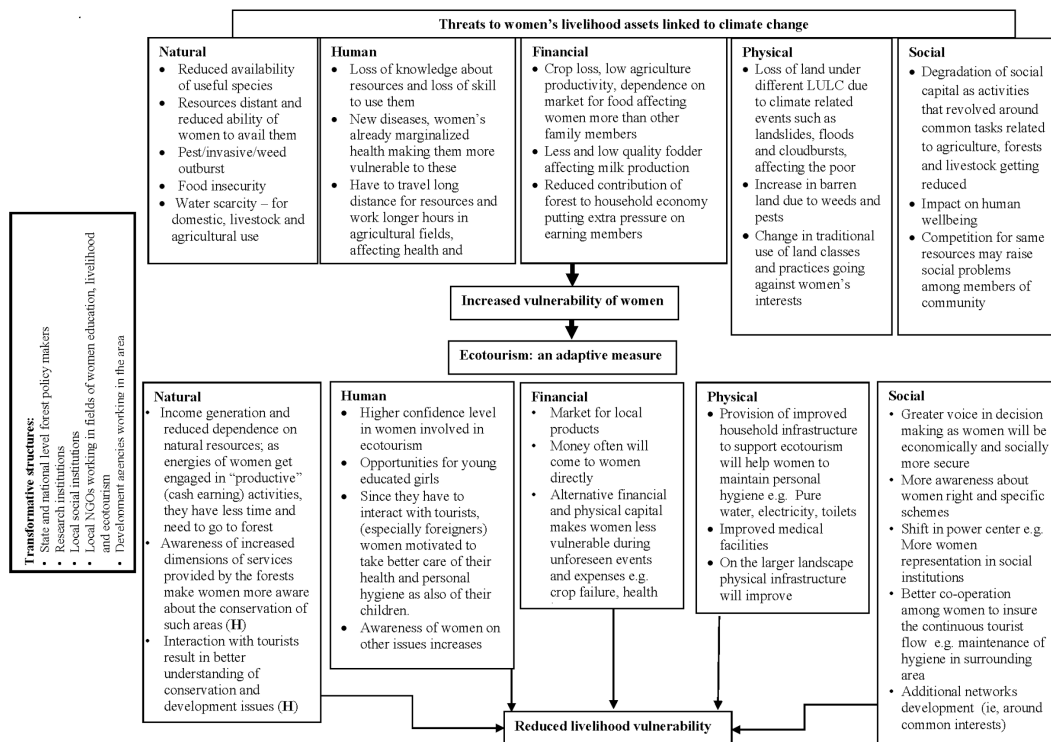 Threats to women's livelihood assets linked to climate change
Natural
• Reduced availability
of useful species
• Resources distant and
reduced ability of
women to avail them
• Pest/invasive/weed
outburst
• Food insecurity
• Water scarcity – for
domestic, livestock and
agricultural use
Human
• Loss of knowledge about
resources and loss of skill
to use them
• New diseases, women's
already marginalized
health making them more
vulnerable to these
• Have to travel long
distance for resources and
work longer hours in
agricultural fields,
affecting health and
Financial
• Crop loss, low agriculture
productivity, dependence on
market for food affecting
women more than other
family members
• Less and low quality fodder
affecting milk production
• Reduced contribution of
forest to household economy
putting extra pressure on
earning members
Physical
• Loss of land under
different LULC due
to climate related
events such as
landslides, floods
and cloudbursts,
affecting the poor
• Increase in barren
land due to weeds and
pests
• Change in traditional
use of land classes
and practices going
against women's
interests
Social
• Degradation of social
capital as activities
that revolved around
common tasks related
to agriculture, forests
and livestock getting
reduced
• Impact on human
wellbeing
• Competition for same
resources may raise
social problems
among members of
community
Increased vulnerability of women
Ecotourism: an adaptive measure
Transformative structures:
• State and national level forest policy makers
• Research institutions
• Local social institutions
• Local NGOs working in fields of women education, livelihood
and ecotourism
• Development agencies working in the area
Natural
• Income generation and
reduced dependence on
natural resources; as
energies of women get
engaged in "productive"
(cash earning) activities,
they have less time and
need to go to forest
• Awareness of increased
dimensions of services
provided by the forests
make women more aware
about the conservation of
such areas (H)
• Interaction with tourists
result in better
understanding of
conservation and
development issues (H)
Human
• Higher confidence level
in women involved in
ecotourism
• Opportunities for young
educated girls
• Since they have to
interact with tourists,
(especially foreigners)
women motivated to
take better care of their
health and personal
hygiene as also of their
children.
• Awareness of women on
other issues increases
Financial
• Market for local
products
• Money often will
come to women
directly
• Alternative financial
and physical capital
makes women less
vulnerable during
unforeseen events
and expenses e.g.
crop failure, health
Physical
• Provision of improved
household infrastructure
to support ecotourism
will help women to
maintain personal
hygiene e.g. Pure
water, electricity, toilets
• Improved medical
facilities
• On the larger landscape
physical infrastructure
will improve
Social
• Greater voice in decision
making as women will be
economically and socially
more secure
• More awareness about
women right and specific
schemes
• Shift in power center e.g.
More women
representation in social
institutions
• Better co-operation
among women to insure
the continuous tourist
flow e.g. maintenance of
hygiene in surrounding
area
• Additional networks
development (ie, around
common interests)
Reduced livelihood vulnerability